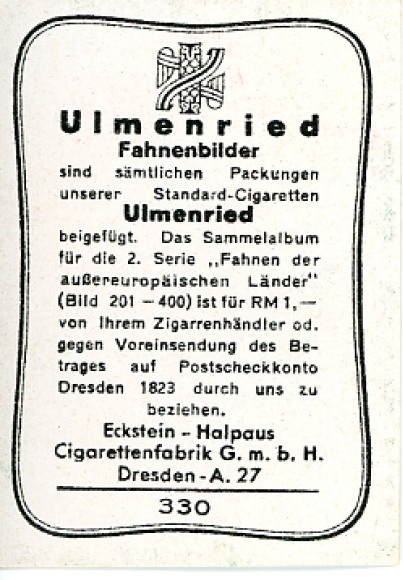 Ulmenried
Fahnenbilder
sind sämtlichen Packungen
unserer Standard-Cigaretten
Ulmenried
beigefügt. Das Sammelalbum
für die 2. Serie „Fahnen der
außereuropäischen Länder"
(Bild 201 – 400) ist für RM 1,—
von Ihrem Zigarrenhändler od.
gegen Voreinsendung des Be-
trages auf Postscheckkonto
Dresden 1823 durch uns zu
beziehen.
Eckstein - Halpaus
Cigarettenfabrik G. m. b. H.
Dresden-A. 27
330